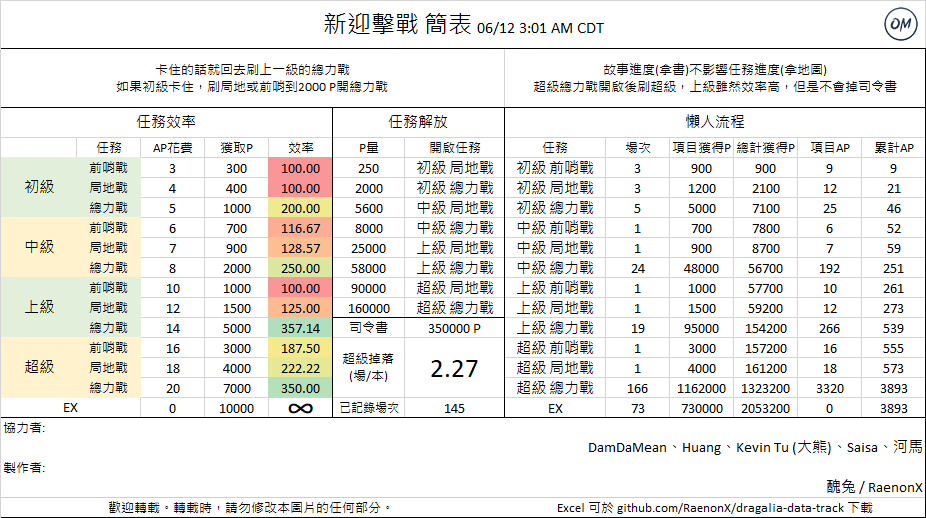 新迎擊戰 簡表 06/12 3:01 AM CDT
DM
卡住的話就回去刷上一級的總力戰
如果初級卡住，刷局地或前哨到2000 P開總力戰
故事進度(拿書)不影響任務進度(拿地圖)
超級總力戰開啟後刷超級，上級雖然效率高，但是不會掉司令書
任務效率 任務解放 懶人流程
任務 AP花費 獲取P 效率 P量 開啟任務 任務 場次 項目獲得P 總計獲得P 項目AP 累計AP
初級 前哨戰 3 300 100.00 250 初級 局地戰 初級 前哨戰 3 900 900 9 9
局地戰 4 400 100.00 2000 初級 總力戰 初級 局地戰 3 1200 2100 12 21
總力戰 5 1000 200.00 5600 中級 局地戰 初級 總力戰 5 5000 7100 25 46
中級 前哨戰 6 700 116.67 8000 中級 總力戰 中級 前哨戰 1 700 7800 6 52
局地戰 7 900 128.57 25000 上級 局地戰 中級 局地戰 1 900 8700 7 59
總力戰 8 2000 250.00 58000 上級 總力戰 中級 總力戰 24 48000 56700 192 251
上級 前哨戰 10 1000 100.00 90000 超級 局地戰 上級 前哨戰 1 1000 57700 10 261
局地戰 12 1500 125.00 160000 超級 總力戰 上級 局地戰 1 1500 59200 12 273
總力戰 14 5000 357.14 司令書 350000 P 上級 總力戰 19 95000 154200 266 539
超級 前哨戰 16 3000 187.50 超級掉落 (場/本) 2.27 超級 前哨戰 1 3000 157200 16 555
局地戰 18 4000 222.22 超級 局地戰 1 4000 161200 18 573
總力戰 20 7000 350.00 超級 總力戰 166 1162000 1323200 3320 3893
EX 0 10000 ∞ 已記錄場次 145 EX 73 730000 2053200 0 3893
協力者:
DamDaMean、Huang、Kevin Tu (大熊)、Saisa、河馬
製作者:
醜兔 / RaenonX
歡迎轉載。轉載時，請勿修改本圖片的任何部分。 Excel 可於 github.com/RaenonX/dragalia-data-track 下載